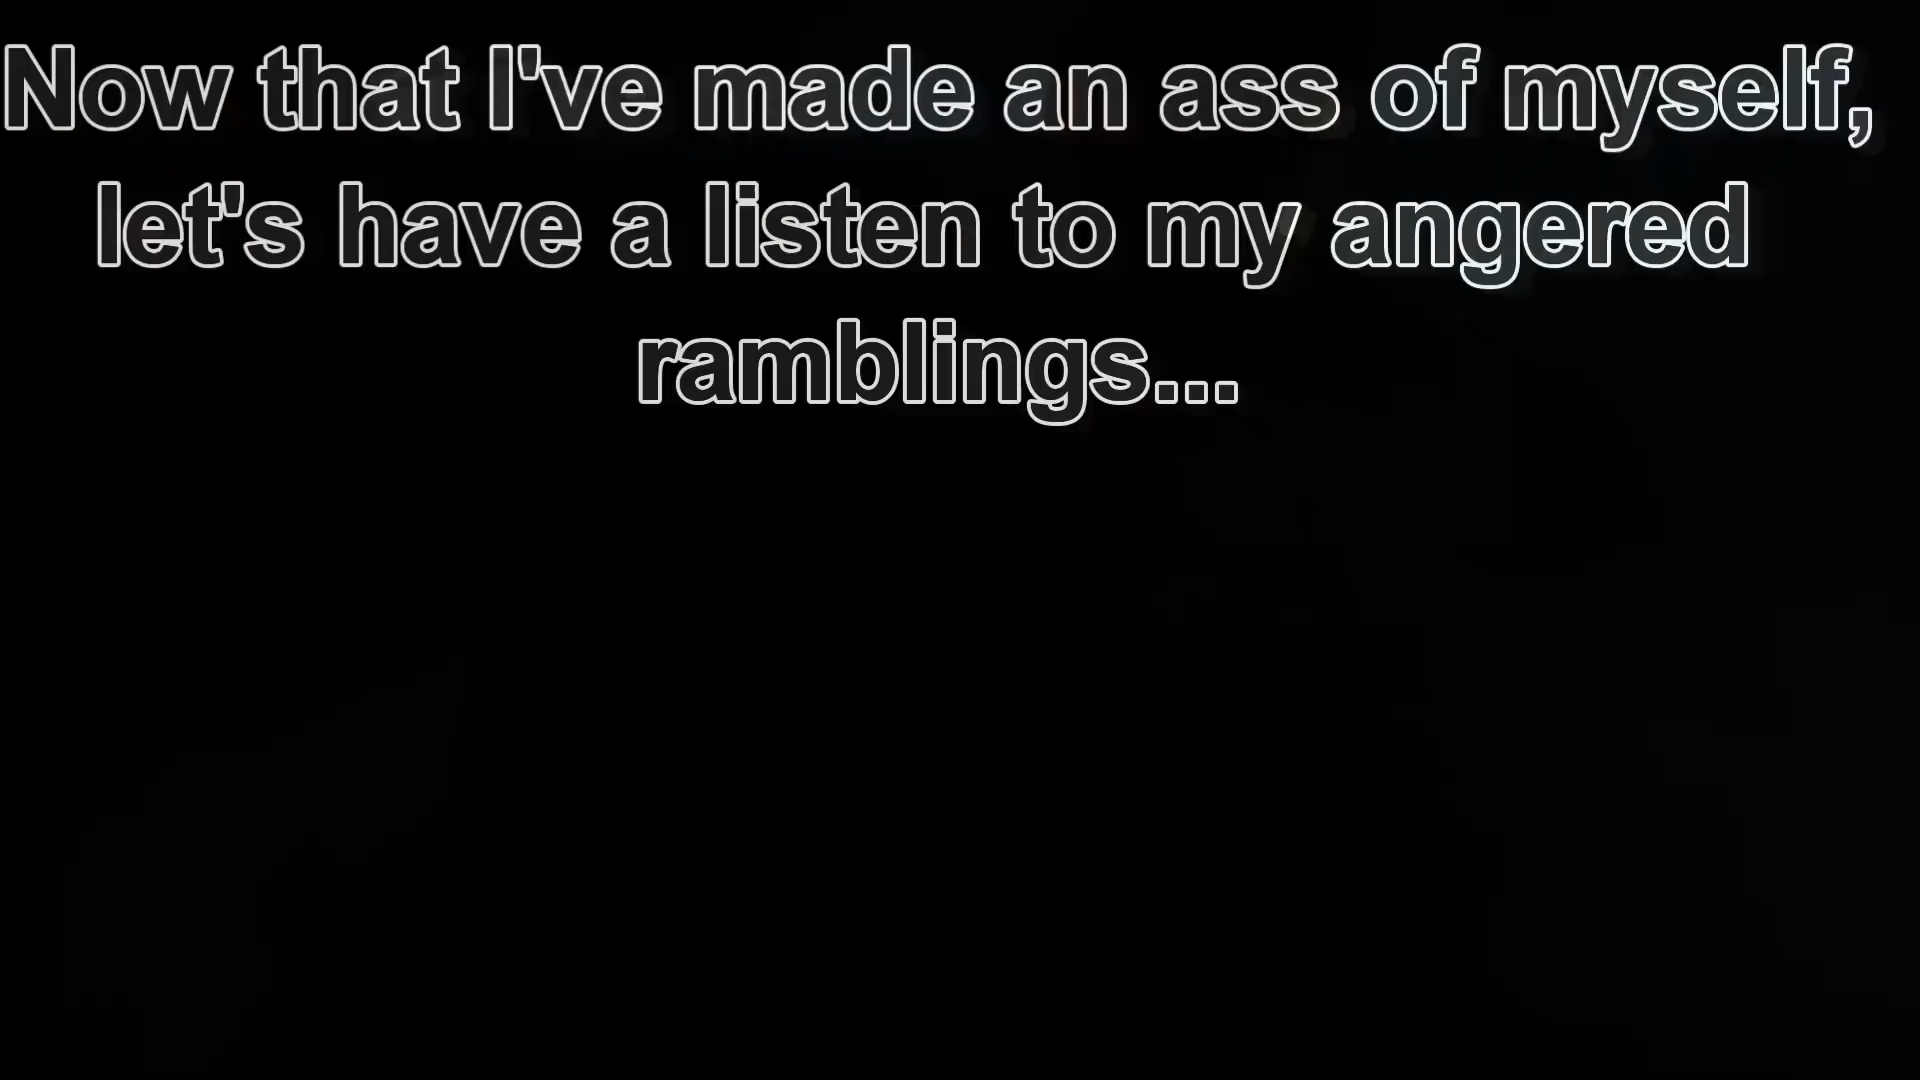 Now that I've made an ass of myself,
let's have a listen to my angered
ramblings...